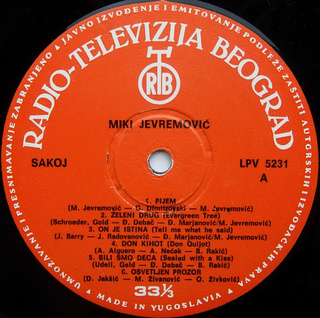 UMNOŽAVANJE I PRESNIMAVANJE ZABRANJENO • JAVNO IZVOĐENJE I EMITOVANJE PODLEŽE ZAŠTITI AUTORSKIH I IZVOĐAČKIH PRAVA
RADIO-TELEVIZIJA BEOGRAD
RTB
MIKI JEVREMOVIĆ
SAKOJ
LPV 5231
A
1. PIJEM
(M. Jevremović — D. Dimitrovski — M. Jevremović)
2. ZELENI DRUG (Evergreen Tree)
(Schroeder, Gold — D. Debač — D. Marjanović/M. Jevremović)
3. ON JE ISTINA (Tell me what he said)
(J. Barry — J. Radovanović — D. Marjanović/M. Jevremović)
4. DON KIHOT (Don Quijot)
(A. Alguero — A. Nečak — B. Rakić)
5. BILI SMO DECA (Sealed with a Kiss)
(Udell, Geld — D. Debač — B. Rakić)
6. OSVETLJEN PROZOR
(D. Jakšić — M. Živanović — O. Živković)
33⅓
MADE IN YUGOSLAVIA